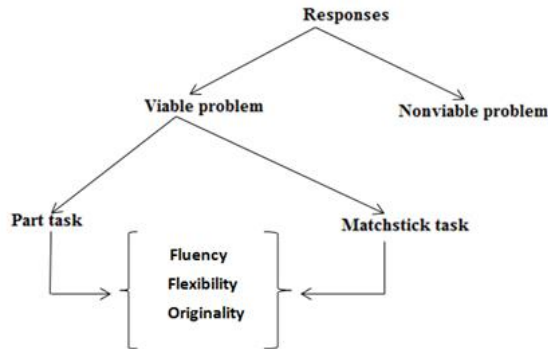 Responses
Viable problem
Nonviable problem
Part task
Matchstick task
Fluency
Flexibility
Originality